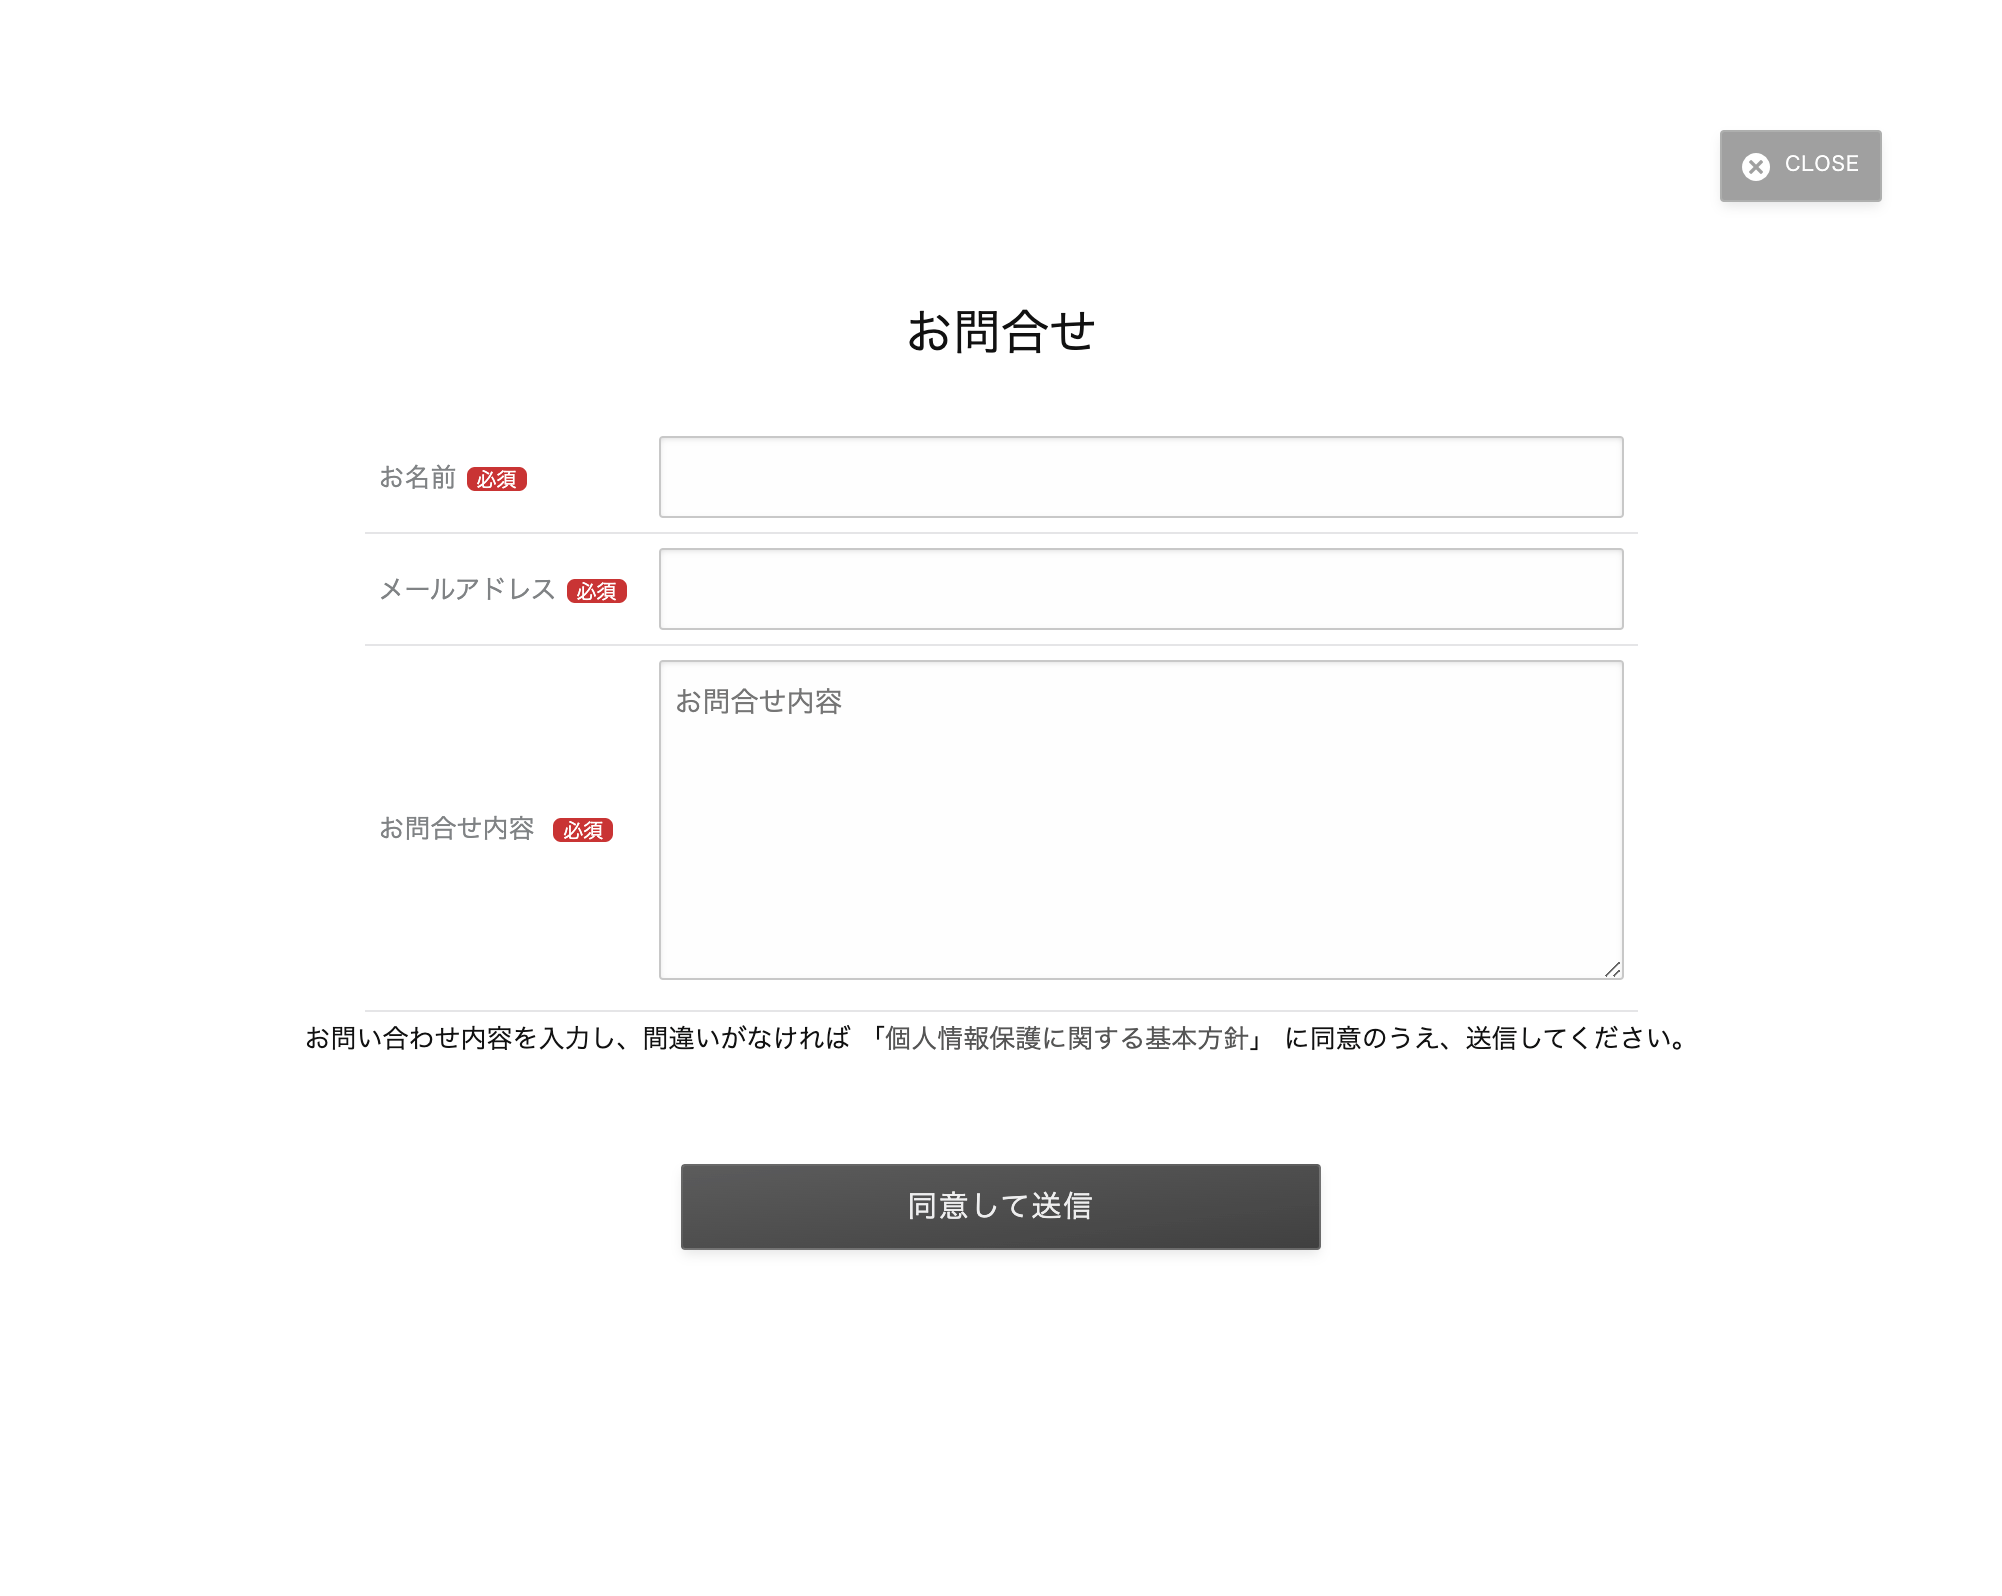 CLOSE
お問合せ
お名前 必須
メールアドレス 必須
お問合せ内容
お問合せ内容 必須
お問い合わせ内容を入力し、間違いがなければ 「個人情報保護に関する基本方針」 に同意のうえ、送信してください。
同意して送信